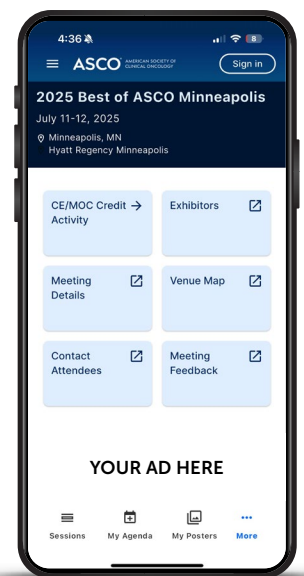 4:36
8
ASCO AMERICAN SOCIETY OF
CLINICAL ONCOLOGY
Sign in
2025 Best of ASCO Minneapolis
July 11-12, 2025
Minneapolis, MN
Hyatt Regency Minneapolis
CE/MOC Credit
Activity
Exhibitors
Meeting
Details
Venue Map
Contact
Attendees
Meeting
Feedback
YOUR AD HERE
Sessions My Agenda My Posters More